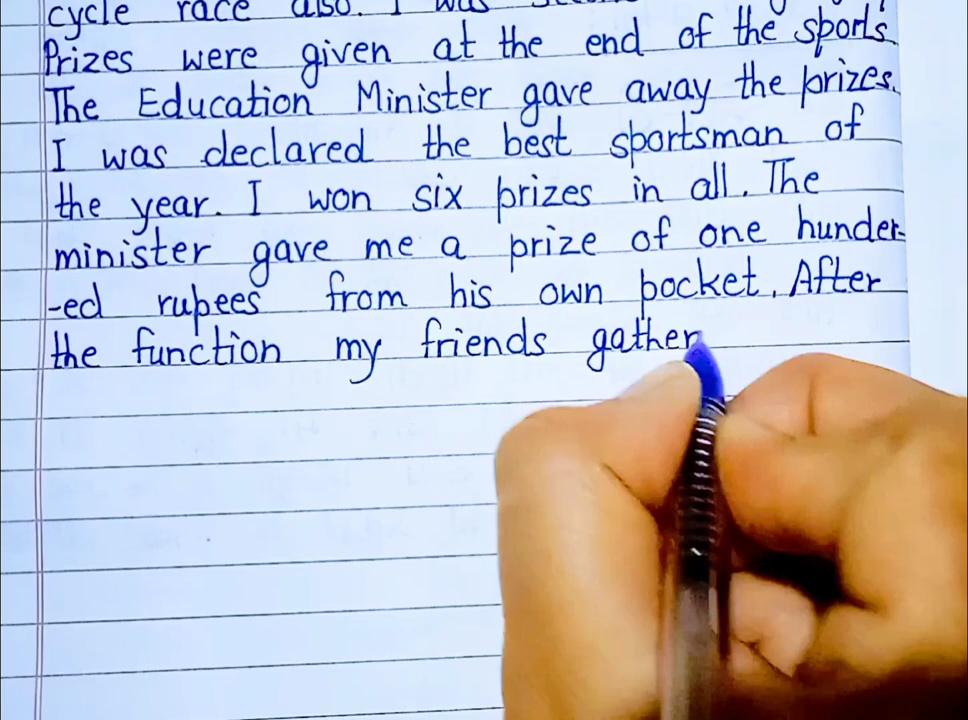 cycle race also. I was
Prizes were given at the end of the sports.
The Education Minister gave away the prizes.
I was declared the best sportsman of
the year. I won six prizes in all. The
minister gave me a prize of one hunder-
-ed rupees from his own pocket. After
the function my friends gather